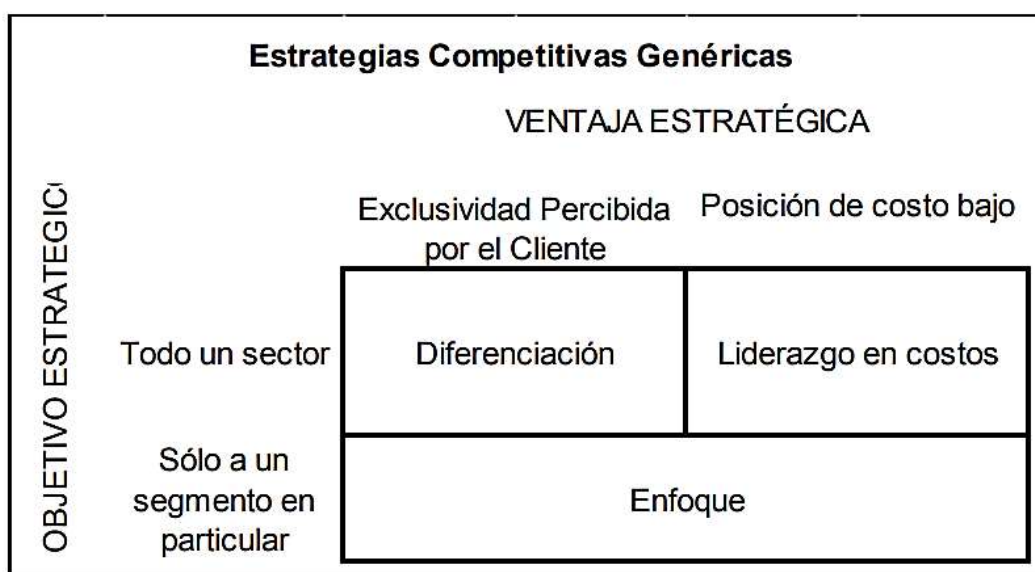 Estrategias Competitivas Genéricas
VENTAJA ESTRATÉGICA
Exclusividad Percibida
por el Cliente
Posición de costo bajo
OBJETIVO ESTRATEGIC
Todo un sector
Diferenciación
Liderazgo en costos
Sólo a un
segmento en
particular
Enfoque